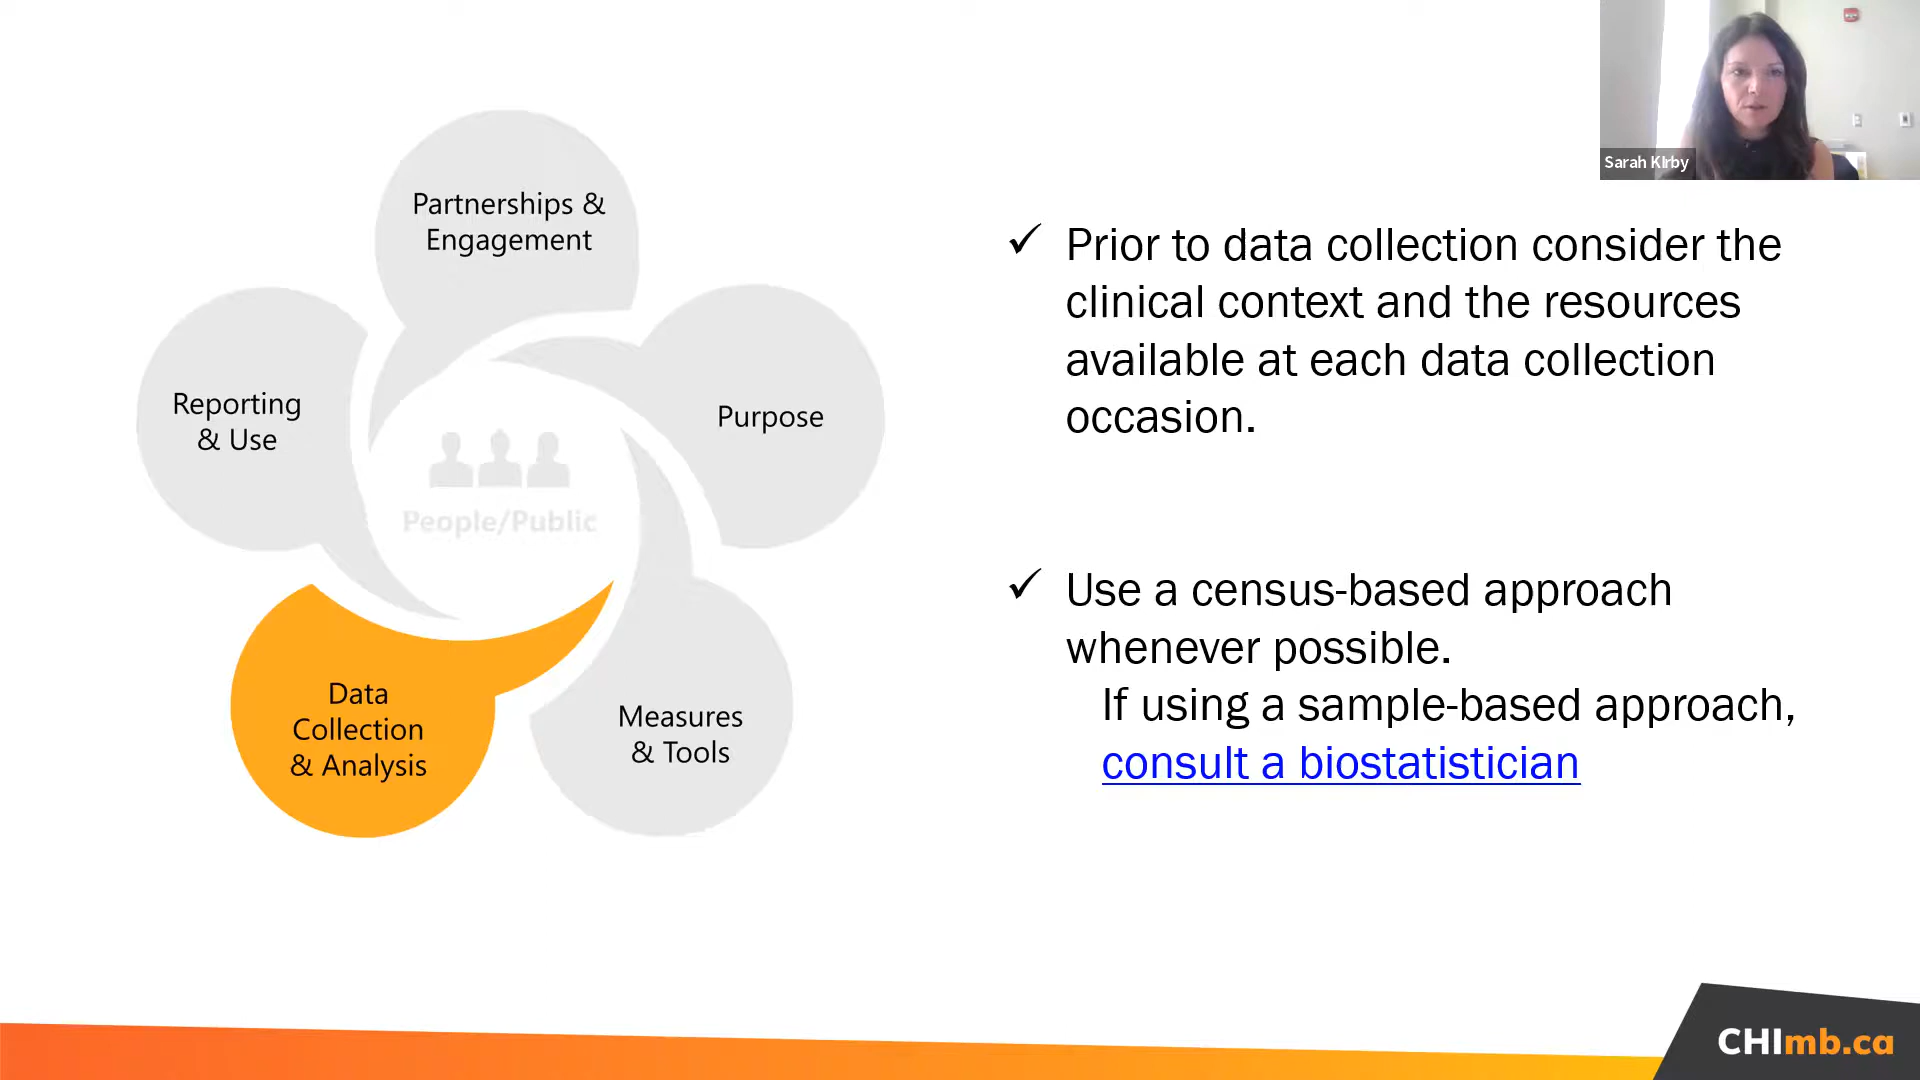 Sarah KIrby
Partnerships &
Engagement
Purpose
Reporting
& Use
People/Public
Data
Collection
& Analysis
Measures
& Tools
✓ Prior to data collection consider the
clinical context and the resources
available at each data collection
occasion.
✓ Use a census-based approach
whenever possible.
If using a sample-based approach,
consult a biostatistician
CHImb.ca